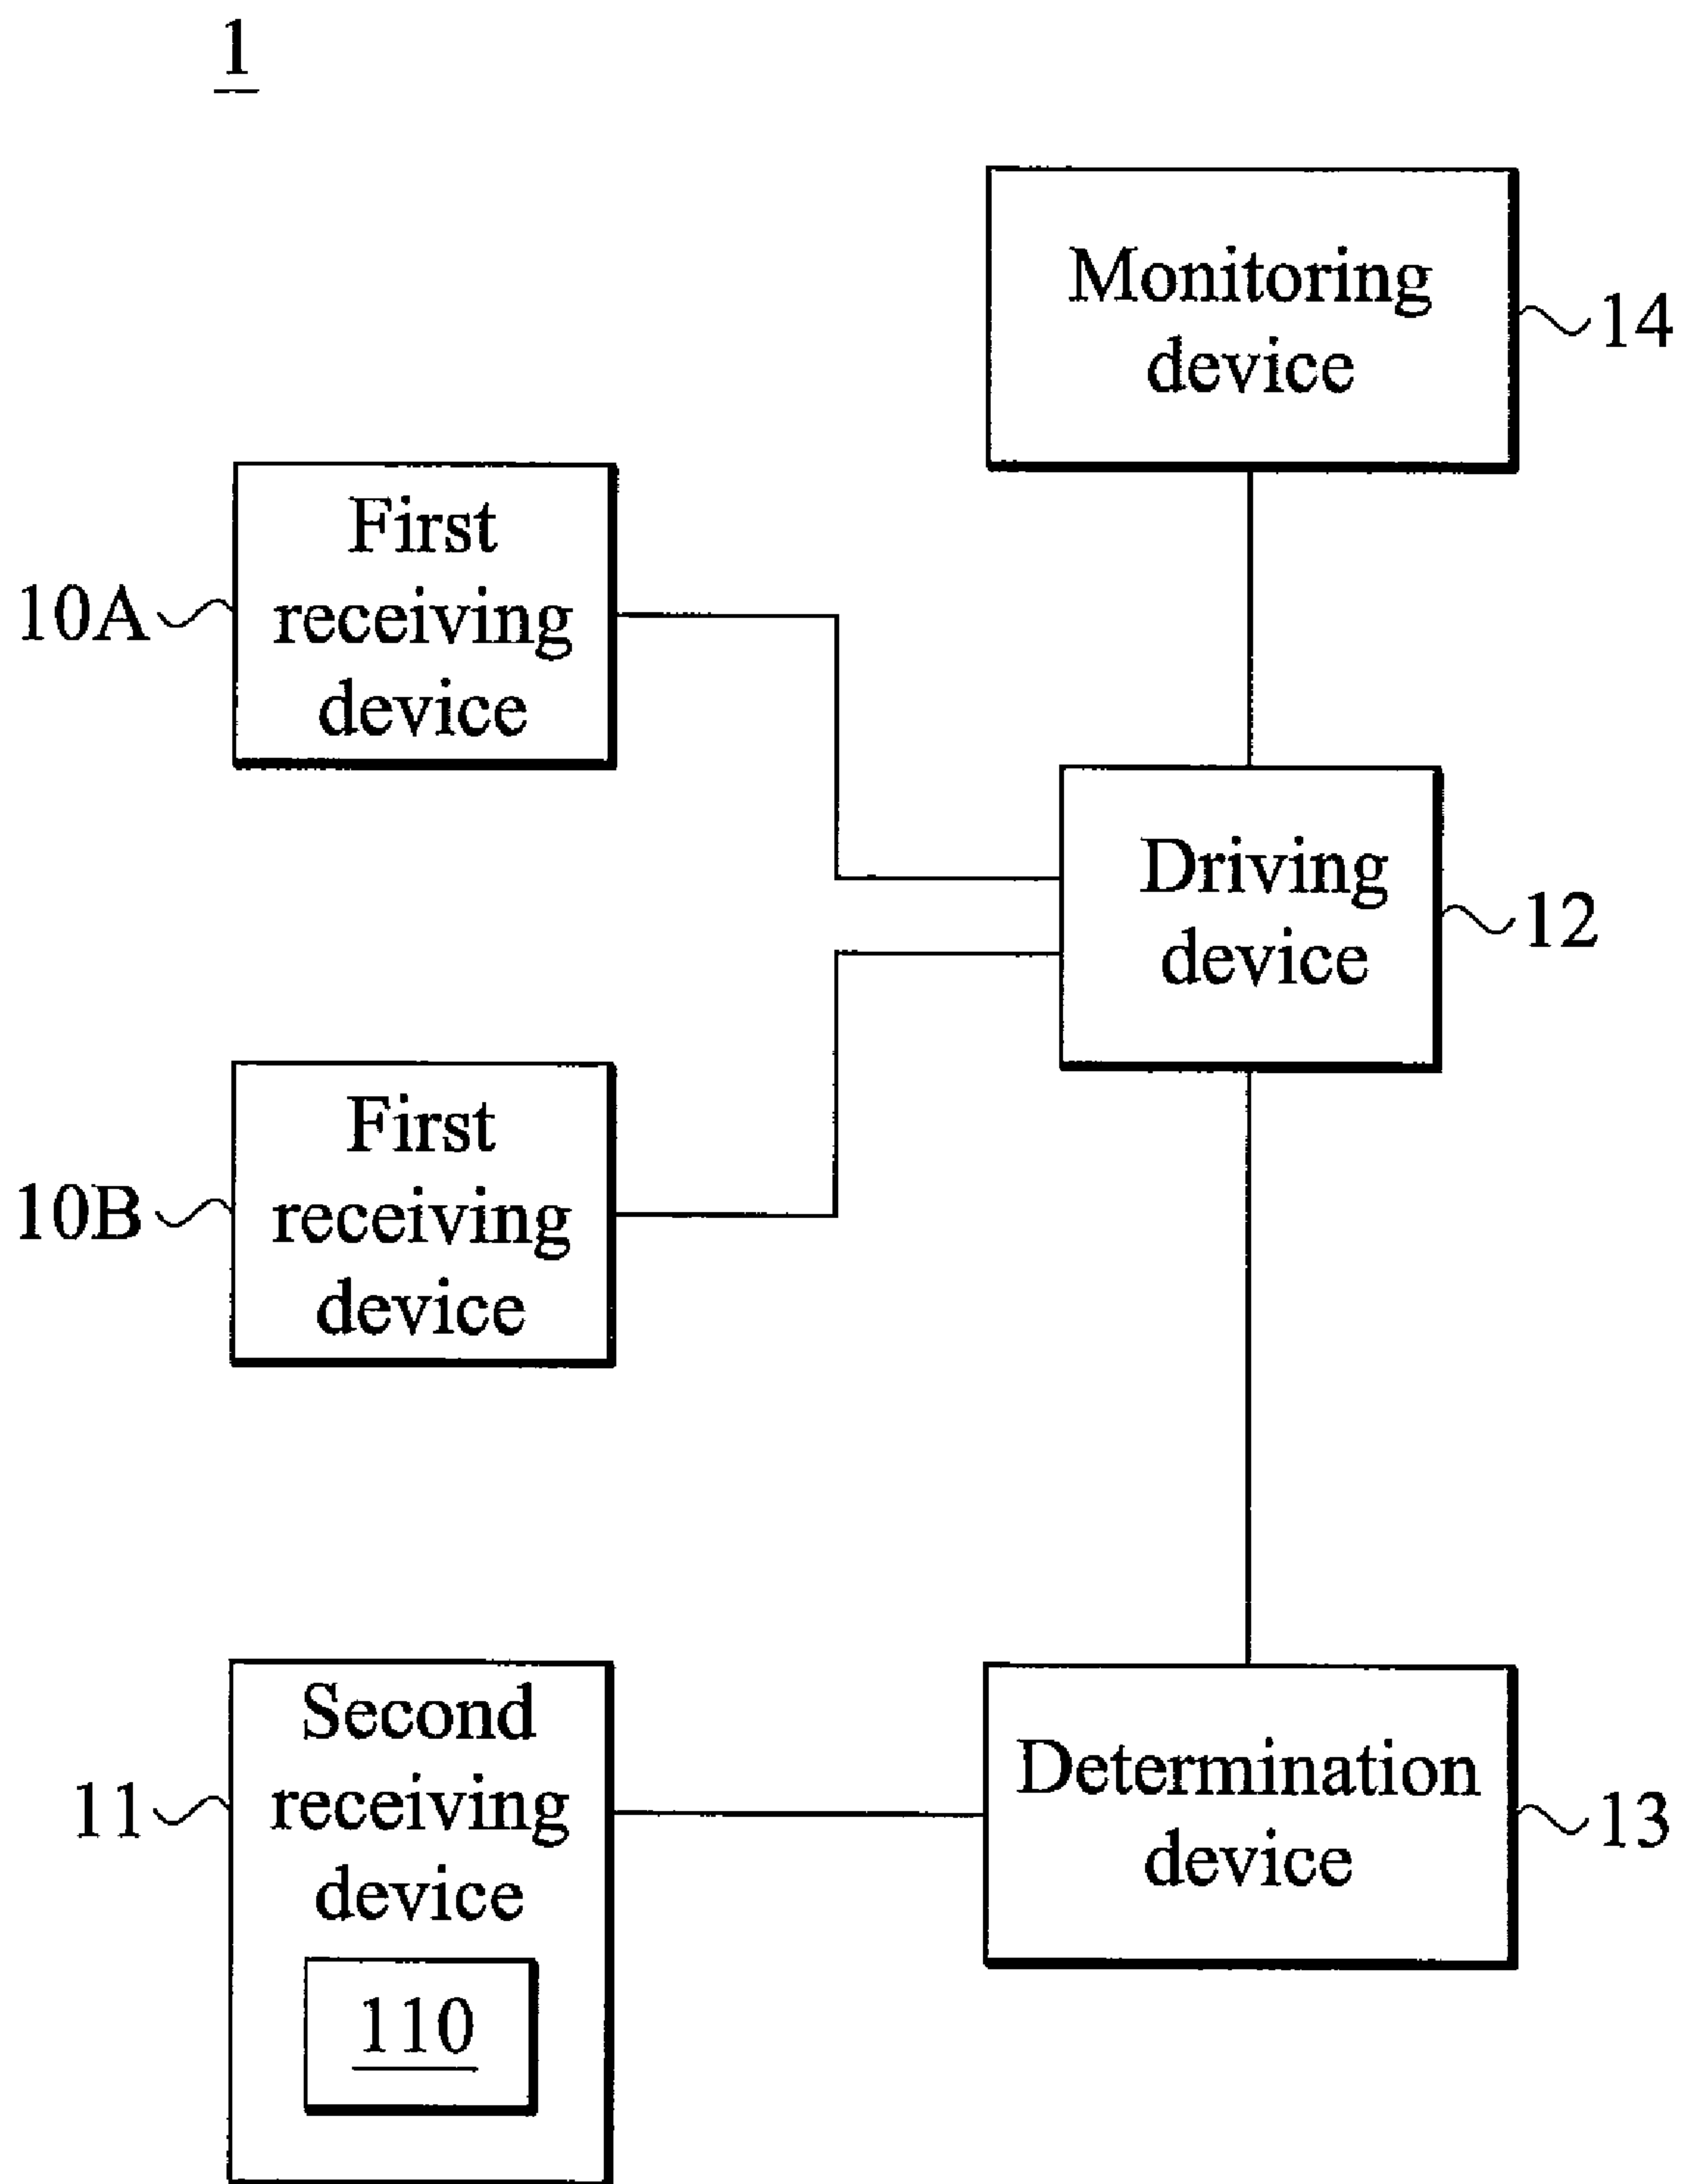 1
Monitoring
device
14
First
receiving
device
10A
Driving
device
12
First
receiving
device
10B
Second
receiving
device
11
110
Determination
device
13